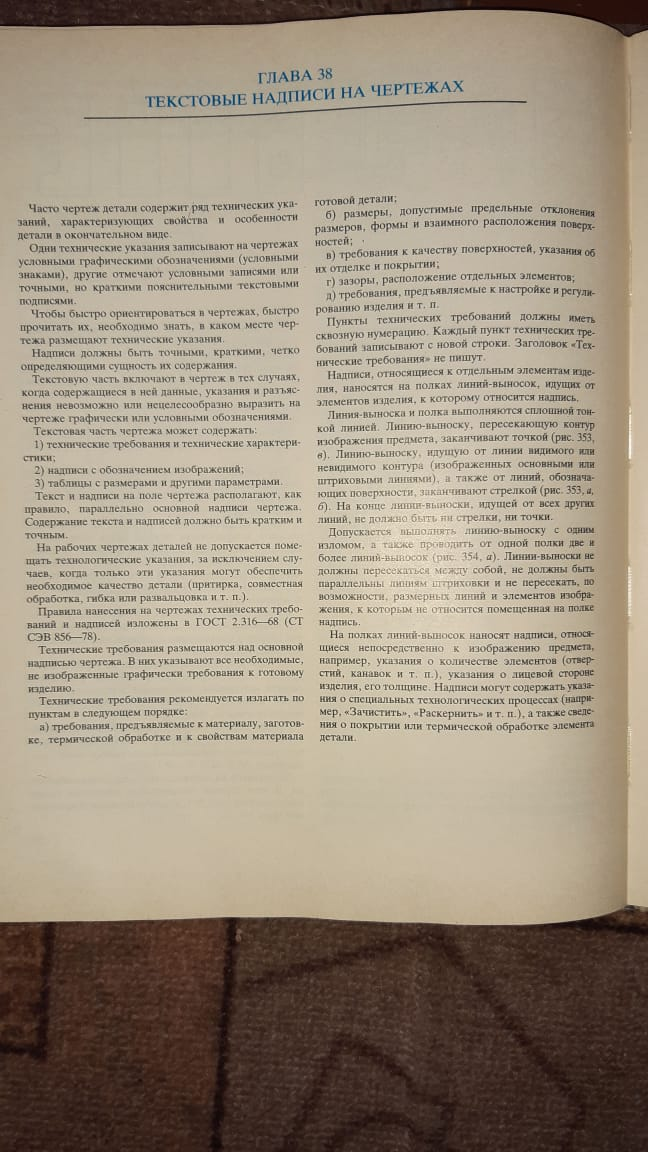 ГЛАВА 38
ТЕКСТОВЫЕ НАДПИСИ НА ЧЕРТЕЖАХ
Часто чертеж детали содержит ряд технических ука-
заний, характеризующих свойства и особенности
детали в окончательном виде.
Одни технические указания записывают на чертежах
условными графическими обозначениями (условными
знаками), другие отмечают условными записями или
точными, но краткими пояснительными текстовыми
подписями.
Чтобы быстро ориентироваться в чертежах, быстро
прочитать их, необходимо знать, в каком месте чер-
тежа размещают технические указания.
Надписи должны быть точными, краткими, четко
определяющими сущность их содержания.
Текстовую часть включают в чертеж в тех случаях,
когда содержащиеся в ней данные, указания и разъяс-
нения невозможно или нецелесообразно выразить на
чертеже графически или условными обозначениями.
Текстовая часть чертежа может содержать:
1) технические требования и технические характери-
стики;
2) надписи с обозначением изображений;
3) таблицы с размерами и другими параметрами.
Текст и надписи на поле чертежа располагают, как
правило, параллельно основной надписи чертежа.
Содержание текста и надписей должно быть кратким и
точным.
На рабочих чертежах деталей не допускается поме-
щать технологические указания, за исключением слу-
чаев, когда только эти указания могут обеспечить
необходимое качество детали (притирка, совместная
обработка, гибка или развальцовка и т. п.).
Правила нанесения на чертежах технических требо-
ваний и надписей изложены в ГОСТ 2.316—68 (СТ
СЭВ 856—78).
Технические требования размещаются над основной
надписью чертежа. В них указывают все необходимые,
не изображенные графически требования к готовому
изделию.
Технические требования рекомендуется излагать по
пунктам в следующем порядке:
а) требования, предъявляемые к материалу, заготов-
ке, термической обработке и к свойствам материала
готовой детали;
б) размеры, допустимые предельные отклонения
размеров, формы и взаимного расположения поверх-
ностей;
в) требования к качеству поверхностей, указания об
их отделке и покрытии;
г) зазоры, расположение отдельных элементов;
д) требования, предъявляемые к настройке и регули-
рованию изделия и т. п.
Пункты технических требований должны иметь
сквозную нумерацию. Каждый пункт технических тре-
бований записывают с новой строки. Заголовок «Тех-
нические требования» не пишут.
Надписи, относящиеся к отдельным элементам изде-
лия, наносятся на полках линий-выносок, идущих от
элементов изделия, к которому относится надпись.
Линия-выноска и полка выполняются сплошной тон-
кой линией. Линию-выноску, пересекающую контур
изображения предмета, заканчивают точкой (рис. 353,
в). Линию-выноску, идущую от линии видимого или
невидимого контура (изображенных основными или
штриховыми линиями), а также от линий, обознача-
ющих поверхности, заканчивают стрелкой (рис. 353, а,
б). На конце линии-выноски, идущей от всех других
линий, не должно быть ни стрелки, ни точки.
Допускается выполнять линию-выноску с одним
изломом, а также проводить от одной полки две и
более линий-выносок (рис. 354, а). Линии-выноски не
должны пересекаться между собой, не должны быть
параллельны линиям штриховки и не пересекать, по
возможности, размерных линий и элементов изобра-
жения, к которым не относится помещенная на полке
надпись.
На полках линий-выносок наносят надписи, относя-
щиеся непосредственно к изображению предмета,
например, указания о количестве элементов (отвер-
стий, канавок и т. п.), указания о лицевой стороне
изделия, его толщине. Надписи могут содержать указа-
ния о специальных технологических процессах (напри-
мер, «Зачистить», «Раскернить» и т. п.), а также сведе-
ния о покрытии или термической обработке элемента
детали.